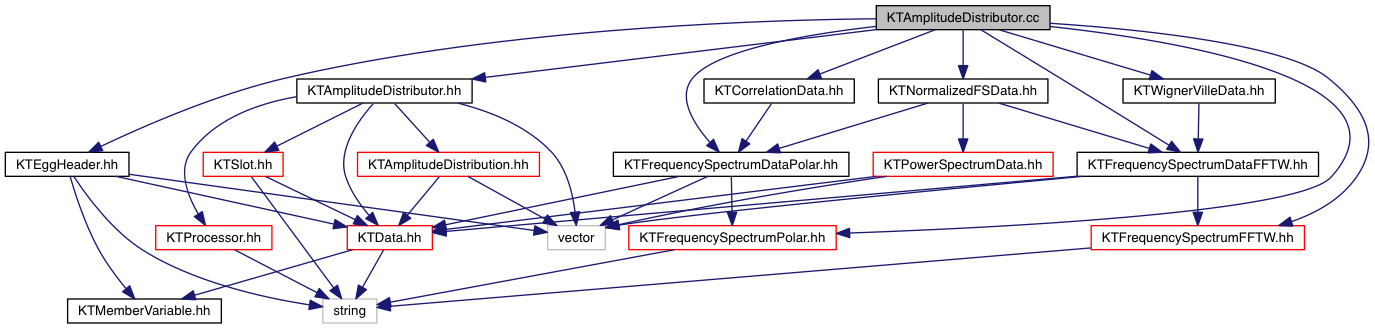 KTAmplitudeDistributor.cc
KTAmplitudeDistributor.hh
KTCorrelationData.hh
KTNormalizedFSData.hh
KTWignerVilleData.hh
KTEggHeader.hh
KTSlot.hh
KTAmplitudeDistribution.hh
KTFrequencySpectrumDataPolar.hh
KTPowerSpectrumData.hh
KTFrequencySpectrumDataFFTW.hh
KTProcessor.hh
KTData.hh
vector
KTFrequencySpectrumPolar.hh
KTFrequencySpectrumFFTW.hh
KTMemberVariable.hh
string